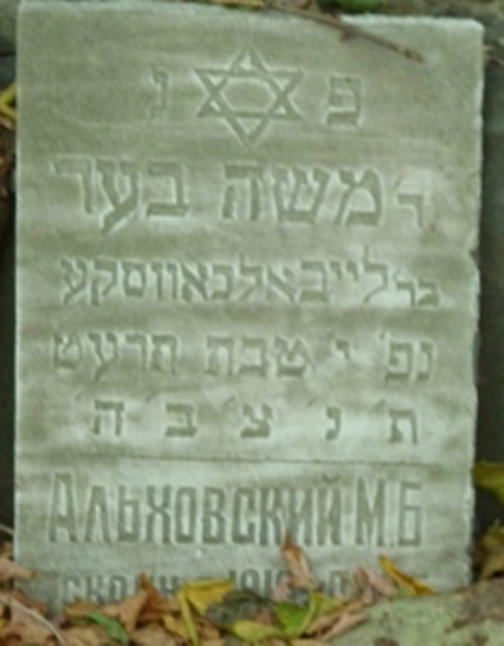 פ נ
ר׳ משה בער
בר׳ לייב אלכאווסקע
נפ׳ י׳ טבת תרעט
ת׳ נ׳ צ׳ ב׳ ה׳
Альховский М.Б